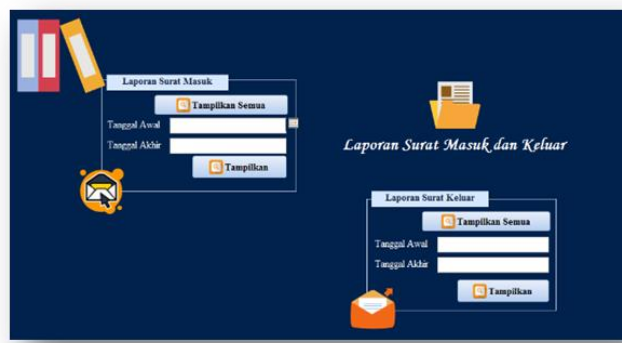 Laporan Surat Masuk
Tampilkan Semua
Tanggal Awal
Tanggal Akhir
Tampilkan
Laporan Surat Masuk dan Keluar
Laporan Surat Keluar
Tampilkan Semua
Tanggal Awal
Tanggal Akhir
Tampilkan